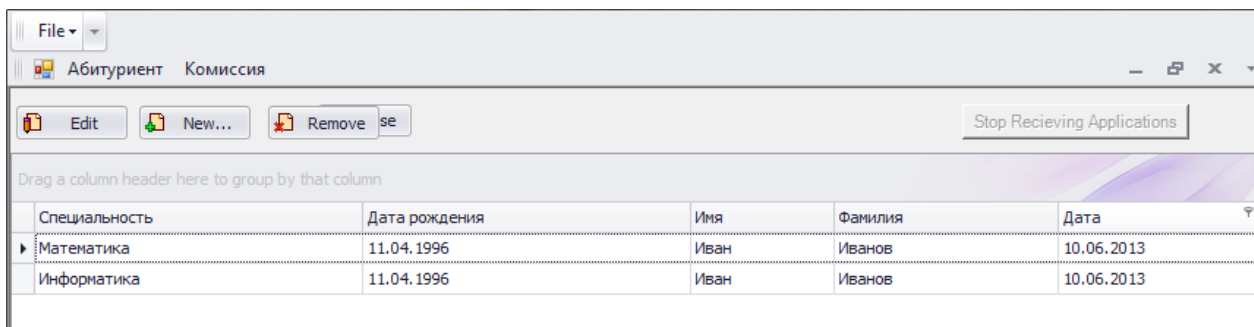 File
Абитуриент Комиссия
Edit New... Remove se Stop Recieving Applications
Drag a column header here to group by that column
Специальность Дата рождения Имя Фамилия Дата
Математика 11.04.1996 Иван Иванов 10.06.2013
Информатика 11.04.1996 Иван Иванов 10.06.2013